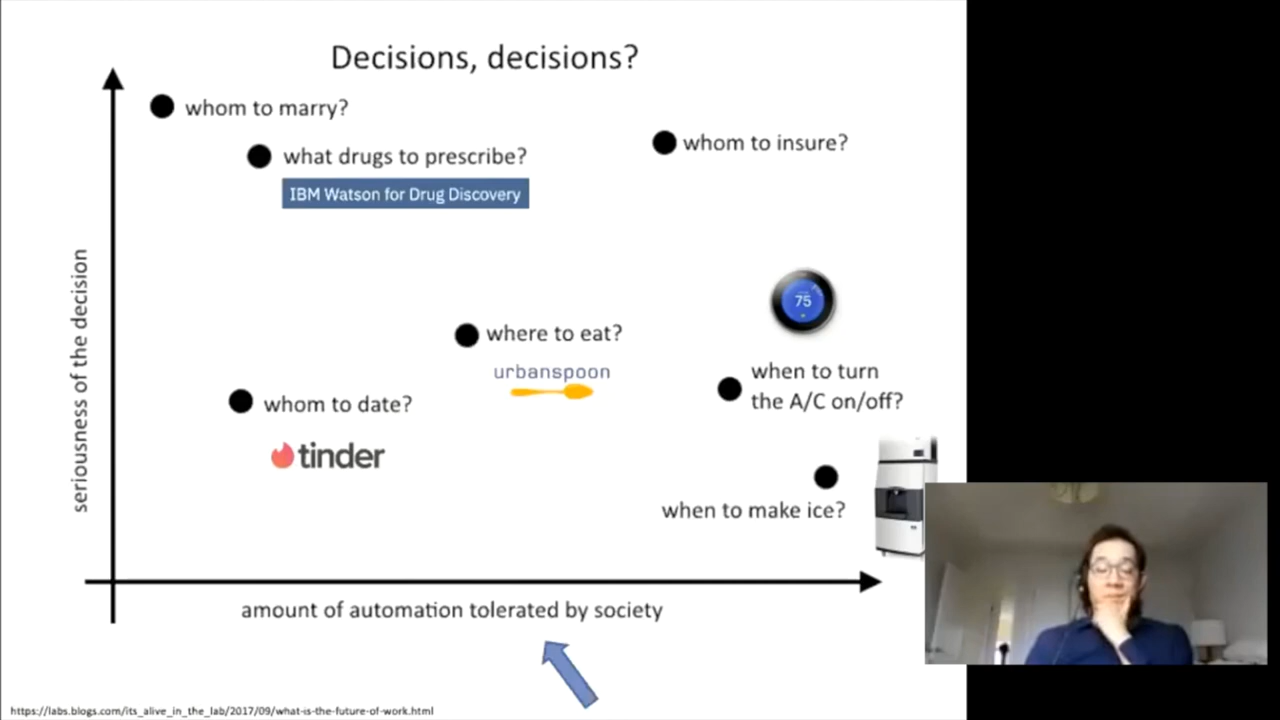 Decisions, decisions?
whom to marry?
whom to insure?
what drugs to prescribe?
IBM Watson for Drug Discovery
75
where to eat?
urbanspoon
when to turn
the A/C on/off?
whom to date?
tinder
when to make ice?
seriousness of the decision
amount of automation tolerated by society
https://labs.blogs.com/its_alive_in_the_lab/2017/09/what-is-the-future-of-work.html